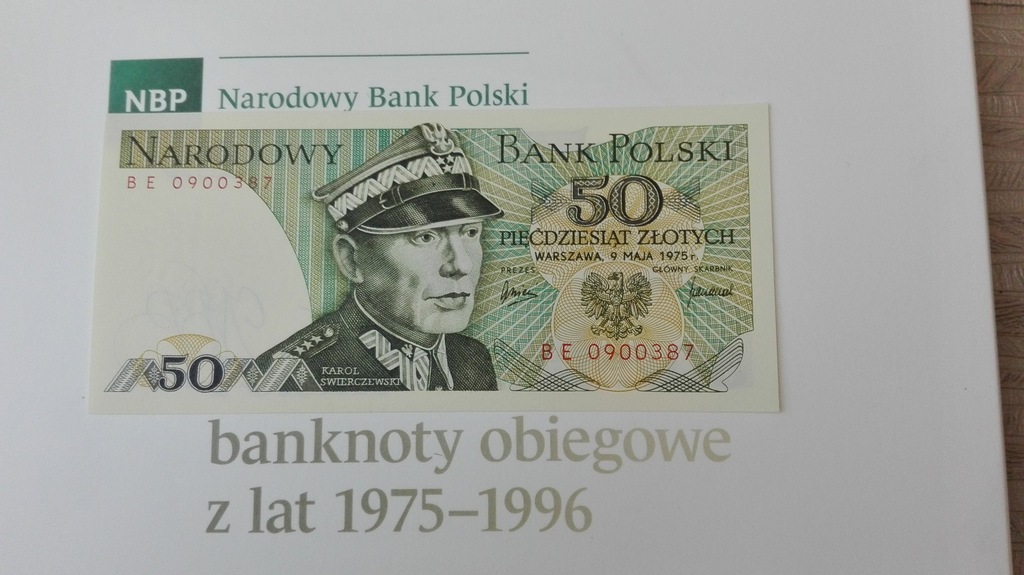 NBP
Narodowy Bank Polski
NARODOWY BANK POLSKI
BE 0900387
50
PIĘĆDZIESIĄT ZŁOTYCH
WARSZAWA, 9 MAJA 1975 r.
PREZES GŁÓWNY SKARBNIK
BE 0900387
50
KAROL
ŚWIERCZEWSKI
banknoty obiegowe
z lat 1975–1996